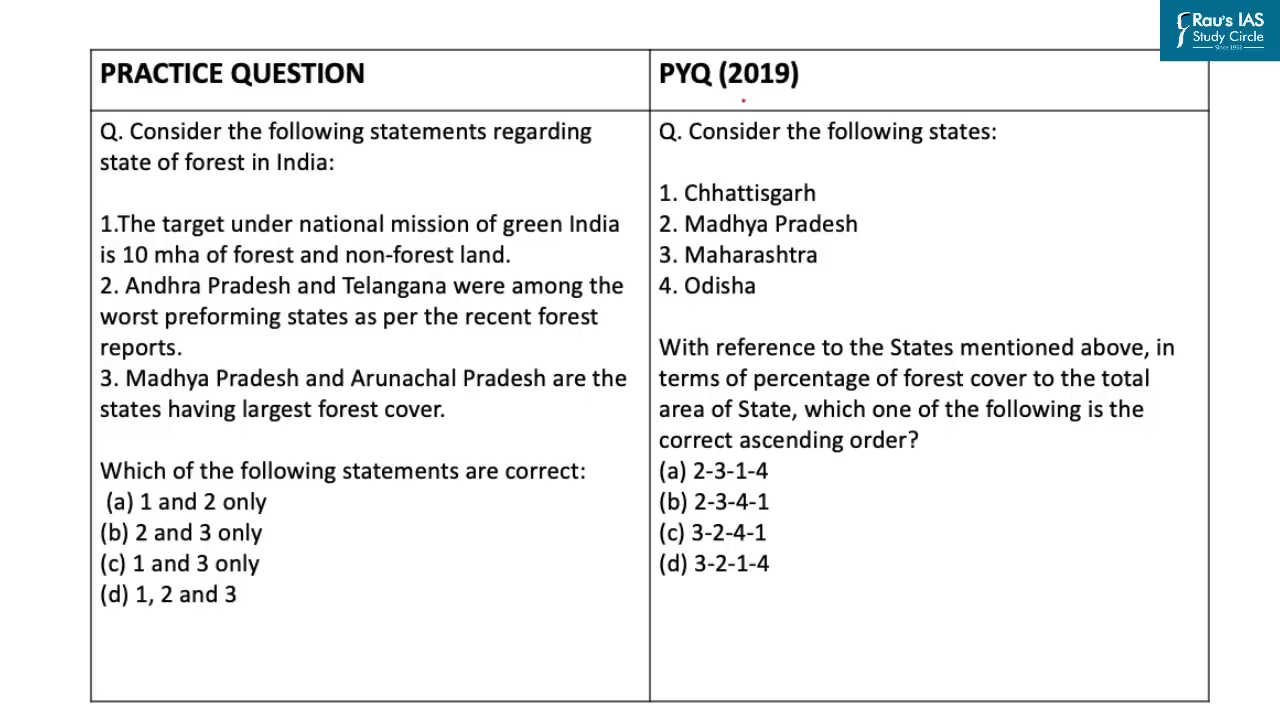 Rau's IAS
Study Circle
Since 1953
PRACTICE QUESTION
Q. Consider the following statements regarding
state of forest in India:
1.The target under national mission of green India
is 10 mha of forest and non-forest land.
2. Andhra Pradesh and Telangana were among the
worst preforming states as per the recent forest
reports.
3. Madhya Pradesh and Arunachal Pradesh are the
states having largest forest cover.
Which of the following statements are correct:
(a) 1 and 2 only
(b) 2 and 3 only
(c) 1 and 3 only
(d) 1, 2 and 3
PYQ (2019)
Q. Consider the following states:
1. Chhattisgarh
2. Madhya Pradesh
3. Maharashtra
4. Odisha
With reference to the States mentioned above, in
terms of percentage of forest cover to the total
area of State, which one of the following is the
correct ascending order?
(a) 2-3-1-4
(b) 2-3-4-1
(c) 3-2-4-1
(d) 3-2-1-4